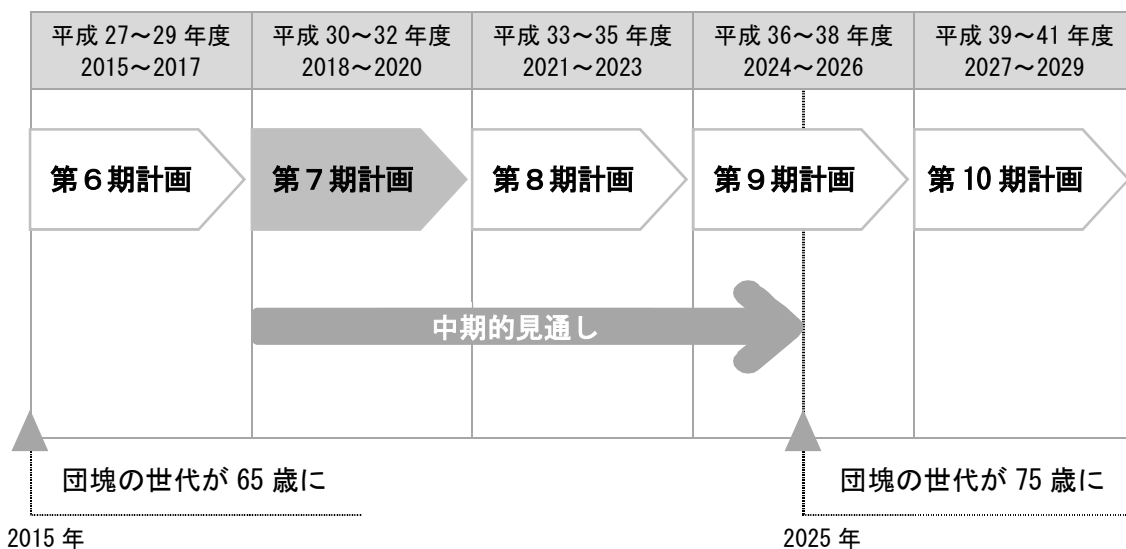 平成 27～29 年度
2015～2017
平成 30～32 年度
2018～2020
平成 33～35 年度
2021～2023
平成 36～38 年度
2024～2026
平成 39～41 年度
2027～2029
第６期計画
第７期計画
第８期計画
第９期計画
第 10 期計画
中期的見通し
団塊の世代が 65 歳に
団塊の世代が 75 歳に
2015 年
2025 年